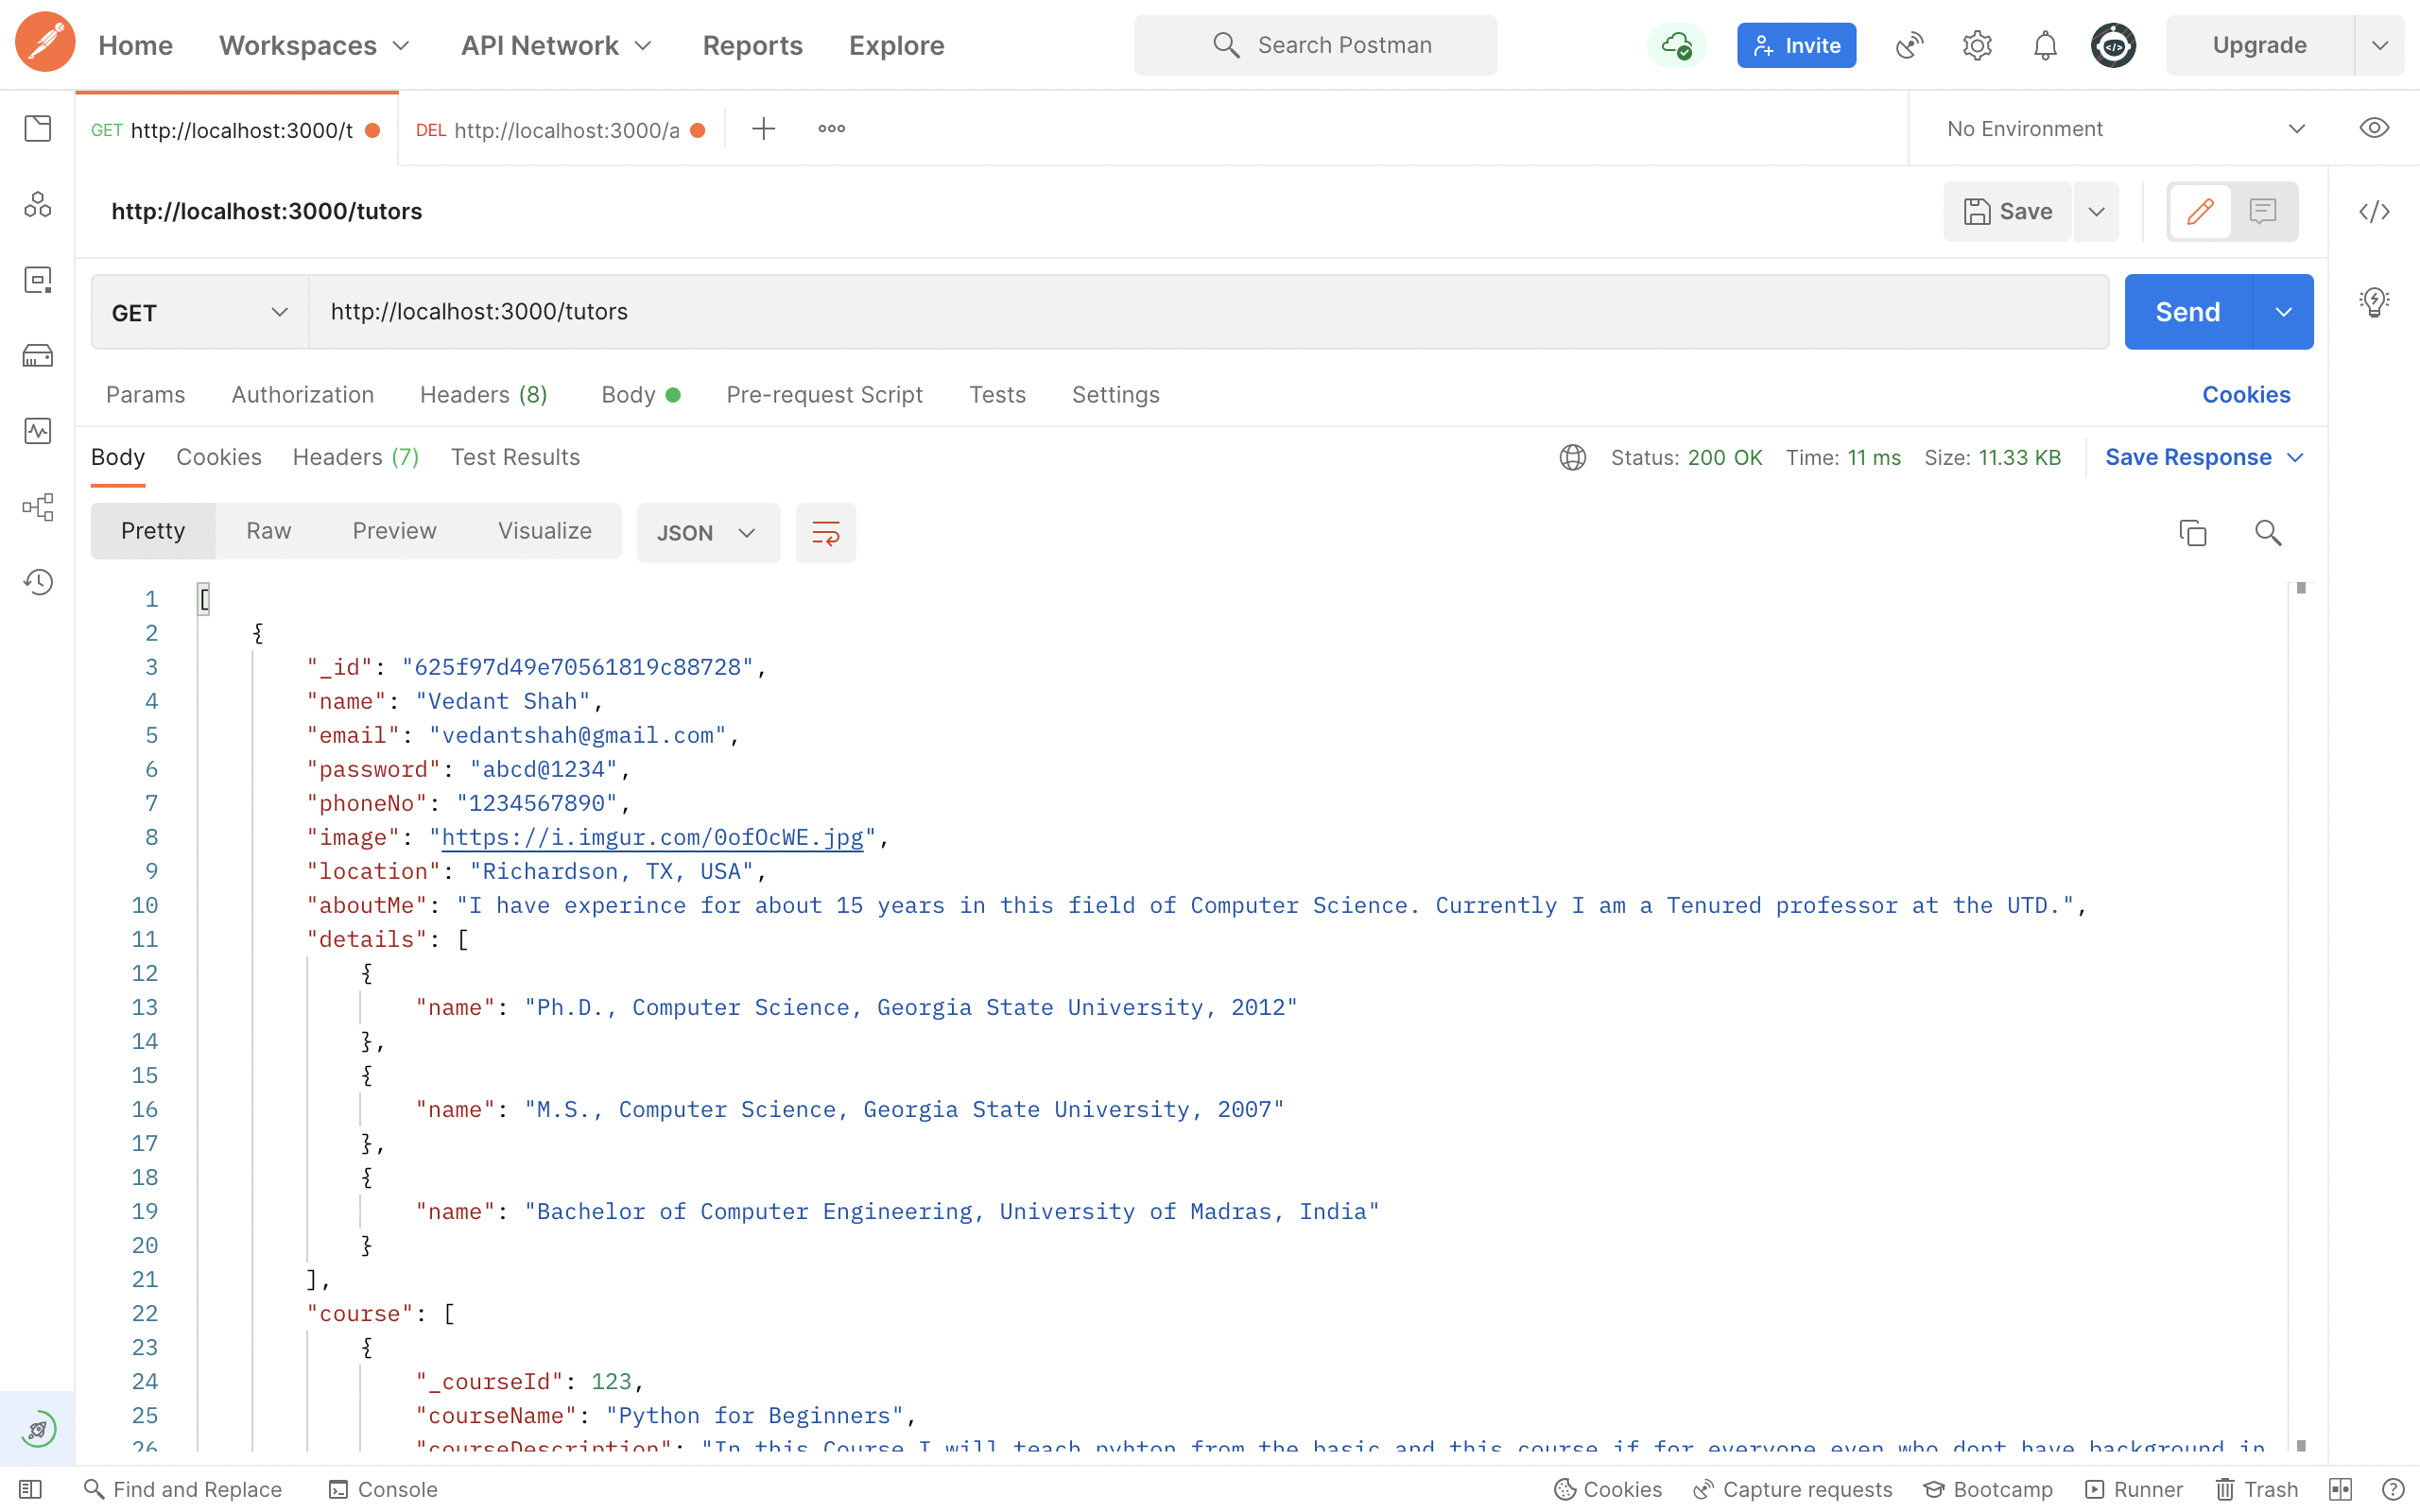 Home Workspaces API Network Reports Explore Search Postman Invite Upgrade
GET http://localhost:3000/t DEL http://localhost:3000/a No Environment
http://localhost:3000/tutors Save
GET http://localhost:3000/tutors Send
Params Authorization Headers (8) Body Pre-request Script Tests Settings Cookies
Body Cookies Headers (7) Test Results Status: 200 OK Time: 11 ms Size: 11.33 KB Save Response
Pretty Raw Preview Visualize JSON
1 [
2 {
3 "_id": "625f97d49e70561819c88728",
4 "name": "Vedant Shah",
5 "email": "vedantshah@gmail.com",
6 "password": "abcd@1234",
7 "phoneNo": "1234567890",
8 "image": "https://i.imgur.com/0ofOcWE.jpg",
9 "location": "Richardson, TX, USA",
10 "aboutMe": "I have experince for about 15 years in this field of Computer Science. Currently I am a Tenured professor at the UTD.",
11 "details": [
12 {
13 "name": "Ph.D., Computer Science, Georgia State University, 2012"
14 },
15 {
16 "name": "M.S., Computer Science, Georgia State University, 2007"
17 },
18 {
19 "name": "Bachelor of Computer Engineering, University of Madras, India"
20 }
21 ],
22 "course": [
23 {
24 "_courseId": 123,
25 "courseName": "Python for Beginners",
26 "courseDescription": "In this Course I will teach pyhton from the basic and this course if for everyone even who dont have background in
Find and Replace Console Cookies Capture requests Bootcamp Runner Trash